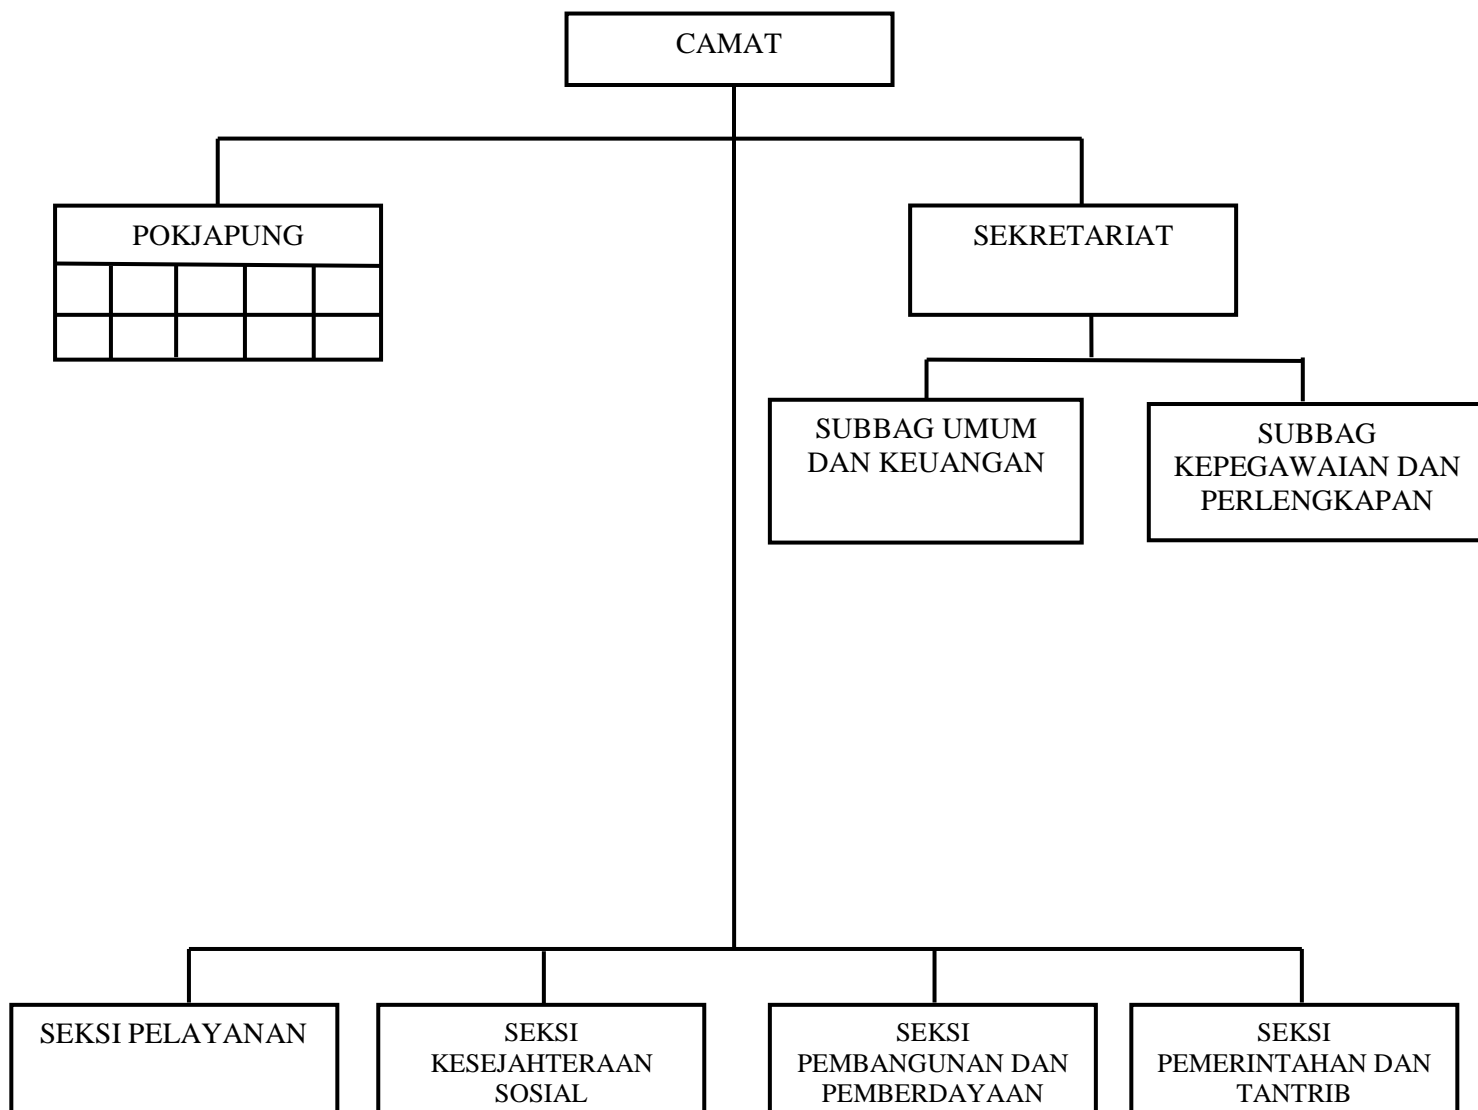 CAMAT
POKJAPUNG
SEKRETARIAT
SUBBAG UMUM
DAN KEUANGAN
SUBBAG
KEPEGAWAIAN DAN
PERLENGKAPAN
SEKSI PELAYANAN
SEKSI
KESEJAHTERAAN
SOSIAL
SEKSI
PEMBANGUNAN DAN
PEMBERDAYAAN
SEKSI
PEMERINTAHAN DAN
TANTRIB